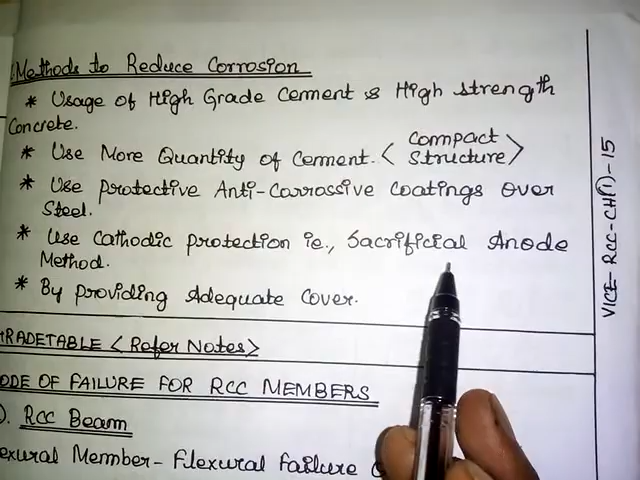 Methods to Reduce Corrosion
* Usage of High Grade Cement & High strength
Concrete.
* Use More Quantity of Cement. < Compact Structure >
* Use Protective Anti-Carrossive Coatings Over
Steel.
* Use Cathodic protection ie., Sacrificial Anode
Method.
* By providing Adequate Cover.
TRADETABLE < Refer Notes >
ODE OF FAILURE FOR RCC MEMBERS
). RCC Beam
exural Member - Flexural Failure
VICE-RCC-CH(1)-15